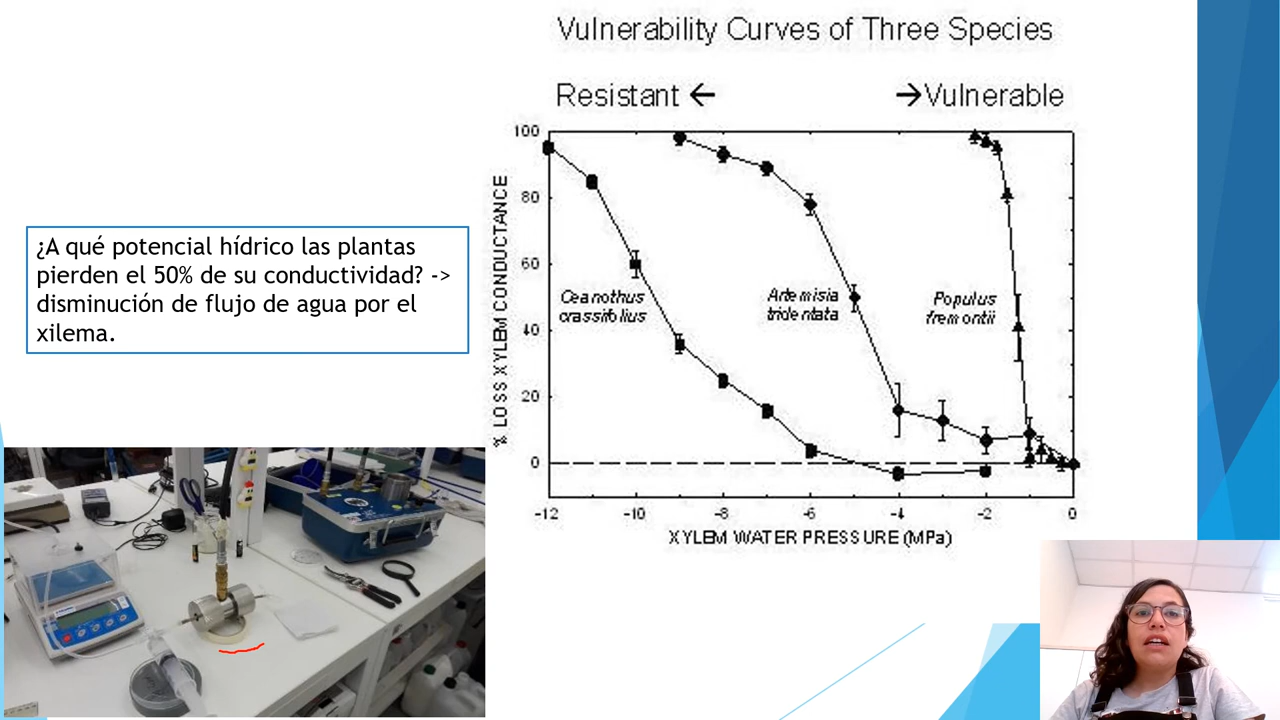 Vulnerability Curves of Three Species
Resistant ← →Vulnerable
100
80
60
40
20
0
% LOSS XYLEM CONDUCTANCE
Ceanothus
crassifolius
Artemisia
tridentata
Populus
fremontii
-12 -10 -8 -6 -4 -2 0
XYLEM WATER PRESSURE (MPa)
¿A qué potencial hídrico las plantas
pierden el 50% de su conductividad? ->
disminución de flujo de agua por el
xilema.